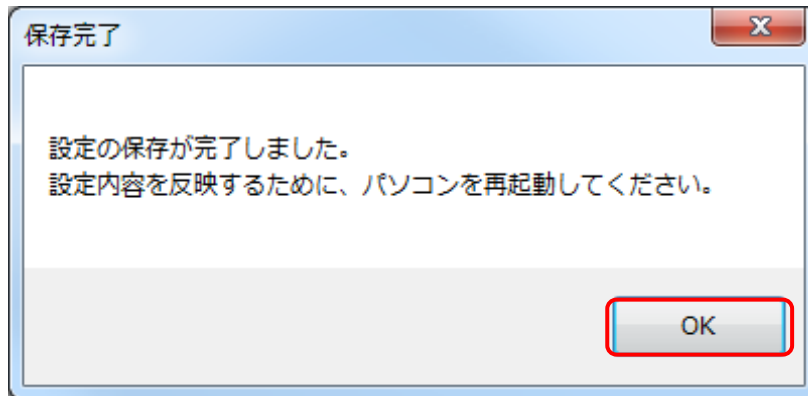 保存完了
設定の保存が完了しました。
設定内容を反映するために、パソコンを再起動してください。
OK